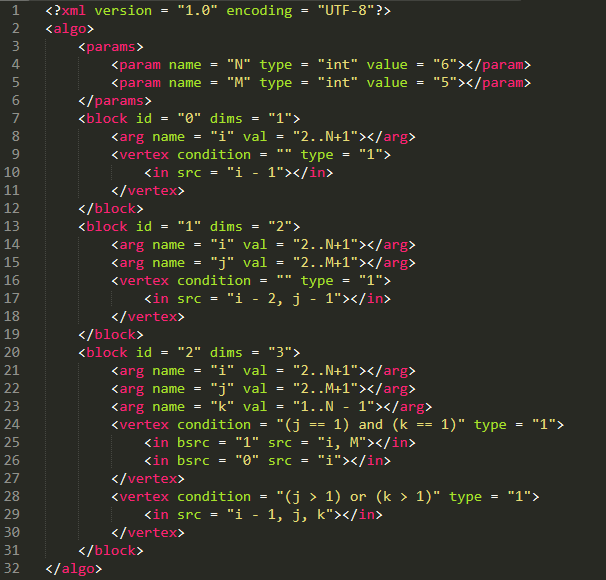 1 <?xml version = "1.0" encoding = "UTF-8"?>
2 <algo>
3     <params>
4         <param name = "N" type = "int" value = "6"></param>
5         <param name = "M" type = "int" value = "5"></param>
6     </params>
7     <block id = "0" dims = "1">
8         <arg name = "i" val = "2..N+1"></arg>
9         <vertex condition = "" type = "1">
10             <in src = "i - 1"></in>
11         </vertex>
12     </block>
13     <block id = "1" dims = "2">
14         <arg name = "i" val = "2..N+1"></arg>
15         <arg name = "j" val = "2..M+1"></arg>
16         <vertex condition = "" type = "1">
17             <in src = "i - 2, j - 1"></in>
18         </vertex>
19     </block>
20     <block id = "2" dims = "3">
21         <arg name = "i" val = "2..N+1"></arg>
22         <arg name = "j" val = "2..M+1"></arg>
23         <arg name = "k" val = "1..N - 1"></arg>
24         <vertex condition = "(j == 1) and (k == 1)" type = "1">
25             <in bsrc = "1" src = "i, M"></in>
26             <in bsrc = "0" src = "i"></in>
27         </vertex>
28         <vertex condition = "(j > 1) or (k > 1)" type = "1">
29             <in src = "i - 1, j, k"></in>
30         </vertex>
31     </block>
32 </algo>